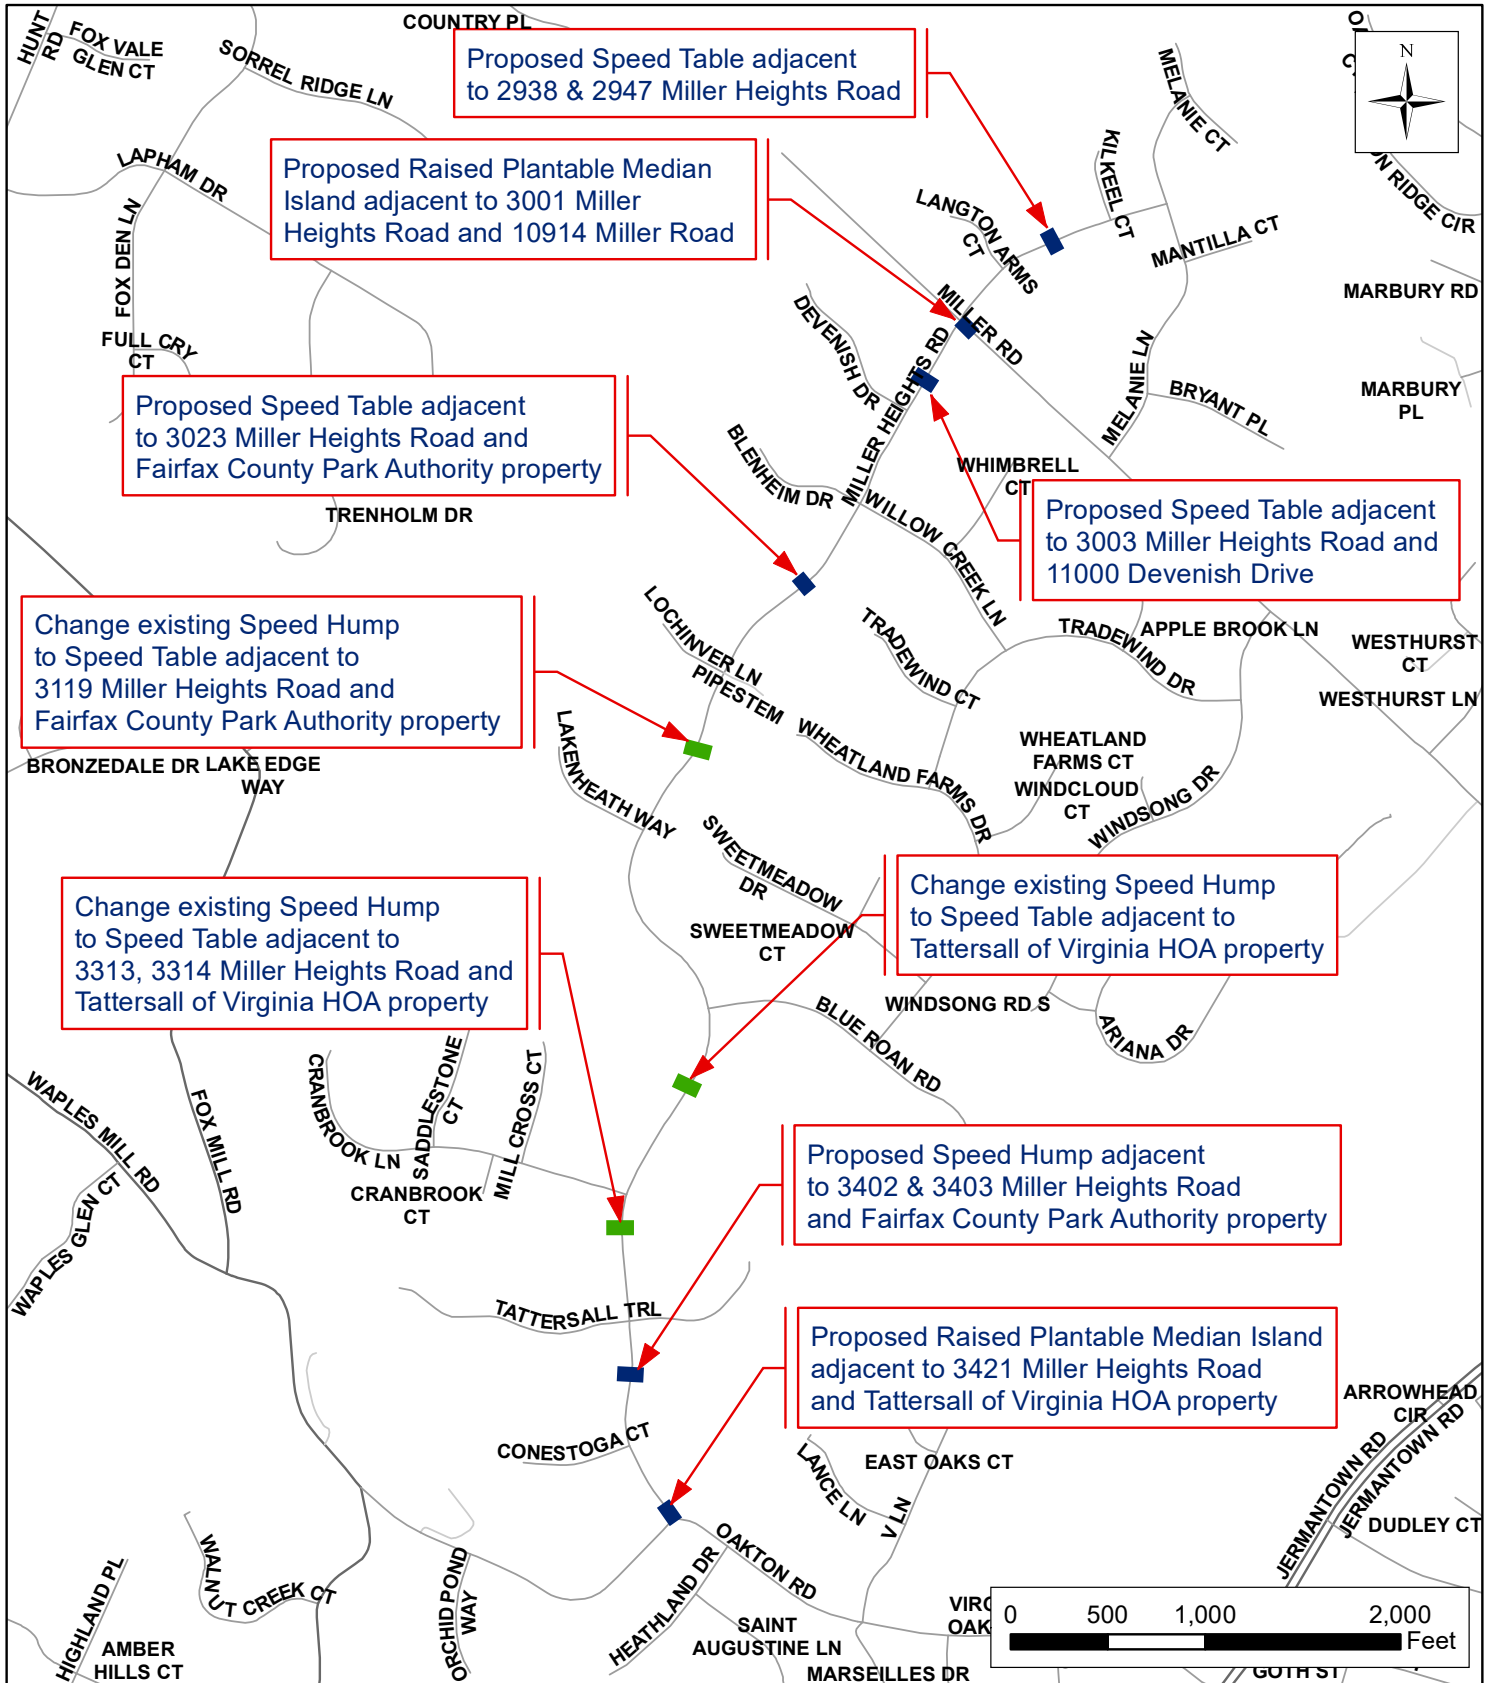 COUNTRY PL
HUNT
RD
FOX VALE
GLEN CT
SORREL RIDGE LN
Proposed Speed Table adjacent
to 2938 & 2947 Miller Heights Road
N
MELANIE CT
KILKEEL CT
ON RIDGE CIR
LAPHAM DR
Proposed Raised Plantable Median
Island adjacent to 3001 Miller
Heights Road and 10914 Miller Road
LANGTON ARMS
CT
MANTILLA CT
FOX DEN LN
MARBURY RD
MILLER RD
DEVENISH DR
FULL CRY
CT
MILLER HEIGHTS RD
MELANIE LN
BRYANT PL
MARBURY
PL
Proposed Speed Table adjacent
to 3023 Miller Heights Road and
Fairfax County Park Authority property
BLENHEIM DR
WHIMBRELL
CT
TRENHOLM DR
WILLOW CREEK LN
Proposed Speed Table adjacent
to 3003 Miller Heights Road and
11000 Devenish Drive
Change existing Speed Hump
to Speed Table adjacent to
3119 Miller Heights Road and
Fairfax County Park Authority property
LOCHINVER LN
PIPESTEM
TRADEWIND CT
TRADEWIND DR
APPLE BROOK LN
WESTHURST
CT
WESTHURST LN
BRONZEDALE DR
LAKE EDGE
WAY
LAKENHEATH WAY
WHEATLAND FARMS DR
WHEATLAND
FARMS CT
WINDCLOUD
CT
WINDSONG DR
SWEETMEADOW
DR
SWEETMEADOW
CT
Change existing Speed Hump
to Speed Table adjacent to
Tattersall of Virginia HOA property
Change existing Speed Hump
to Speed Table adjacent to
3313, 3314 Miller Heights Road and
Tattersall of Virginia HOA property
WINDSONG RD S
BLUE ROAN RD
ARIANA DR
WAPLES MILL RD
FOX MILL RD
CRANBROOK LN
SADDLESTONE
CT
MILL CROSS CT
CRANBROOK
CT
WAPLES GLEN CT
Proposed Speed Hump adjacent
to 3402 & 3403 Miller Heights Road
and Fairfax County Park Authority property
TATTERSALL TRL
Proposed Raised Plantable Median Island
adjacent to 3421 Miller Heights Road
and Tattersall of Virginia HOA property
ARROWHEAD
CIR
CONESTOGA CT
LANCE LN
EAST OAKS CT
V LN
JERMANTOWN RD
JERMANTOWN RD
DUDLEY CT
OAKTON RD
HEATHLAND DR
WALNUT CREEK CT
HIGHLAND PL
ORCHID POND
WAY
AMBER
HILLS CT
SAINT
AUGUSTINE LN
MARSEILLES DR
OAK
0 500 1,000 2,000
Feet
GOTH ST